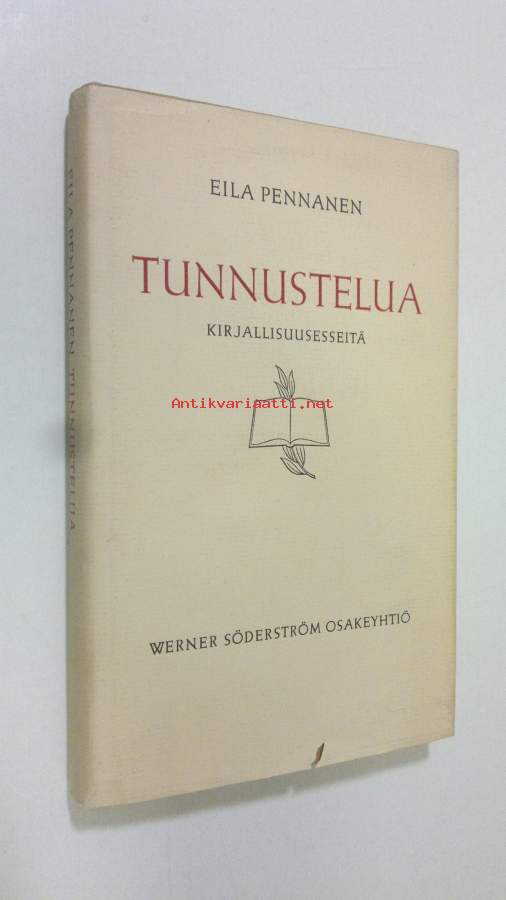 EILA PENNANEN
TUNNUSTELUA
KIRJALLISUUSESSEITÄ
Antikvariaatti.net
WERNER SÖDERSTRÖM OSAKEYHTIÖ
EILA PENNANEN TUNNUSTELUA